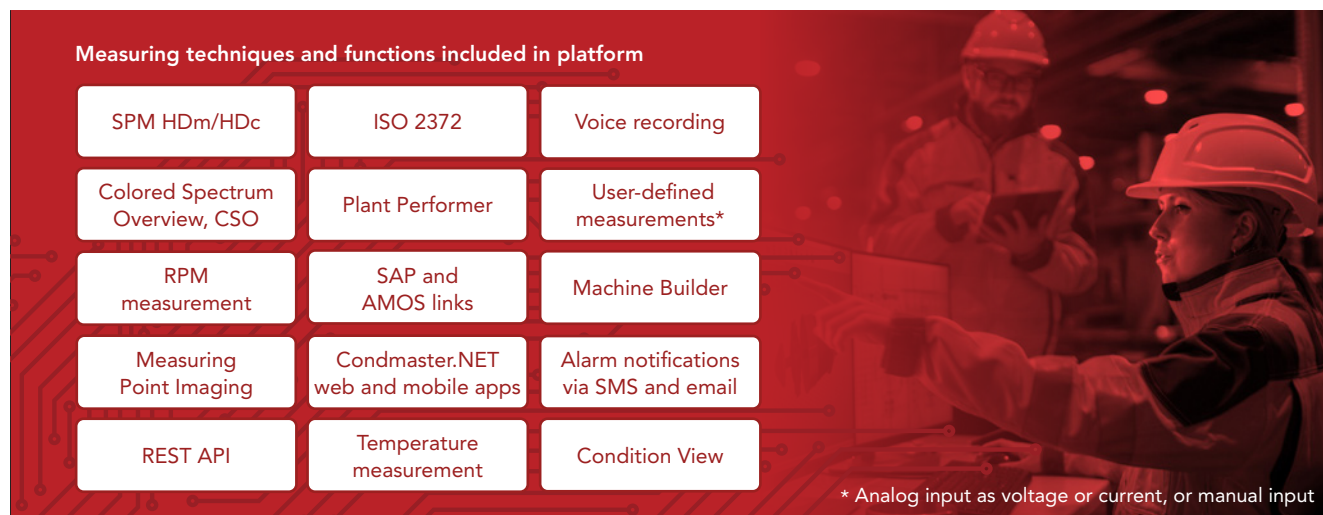 Measuring techniques and functions included in platform
SPM HDm/HDc
ISO 2372
Voice recording
Colored Spectrum
Overview, CSO
Plant Performer
User-defined
measurements*
RPM
measurement
SAP and
AMOS links
Machine Builder
Measuring
Point Imaging
Condmaster.NET
web and mobile apps
Alarm notifications
via SMS and email
REST API
Temperature
measurement
Condition View
* Analog input as voltage or current, or manual input